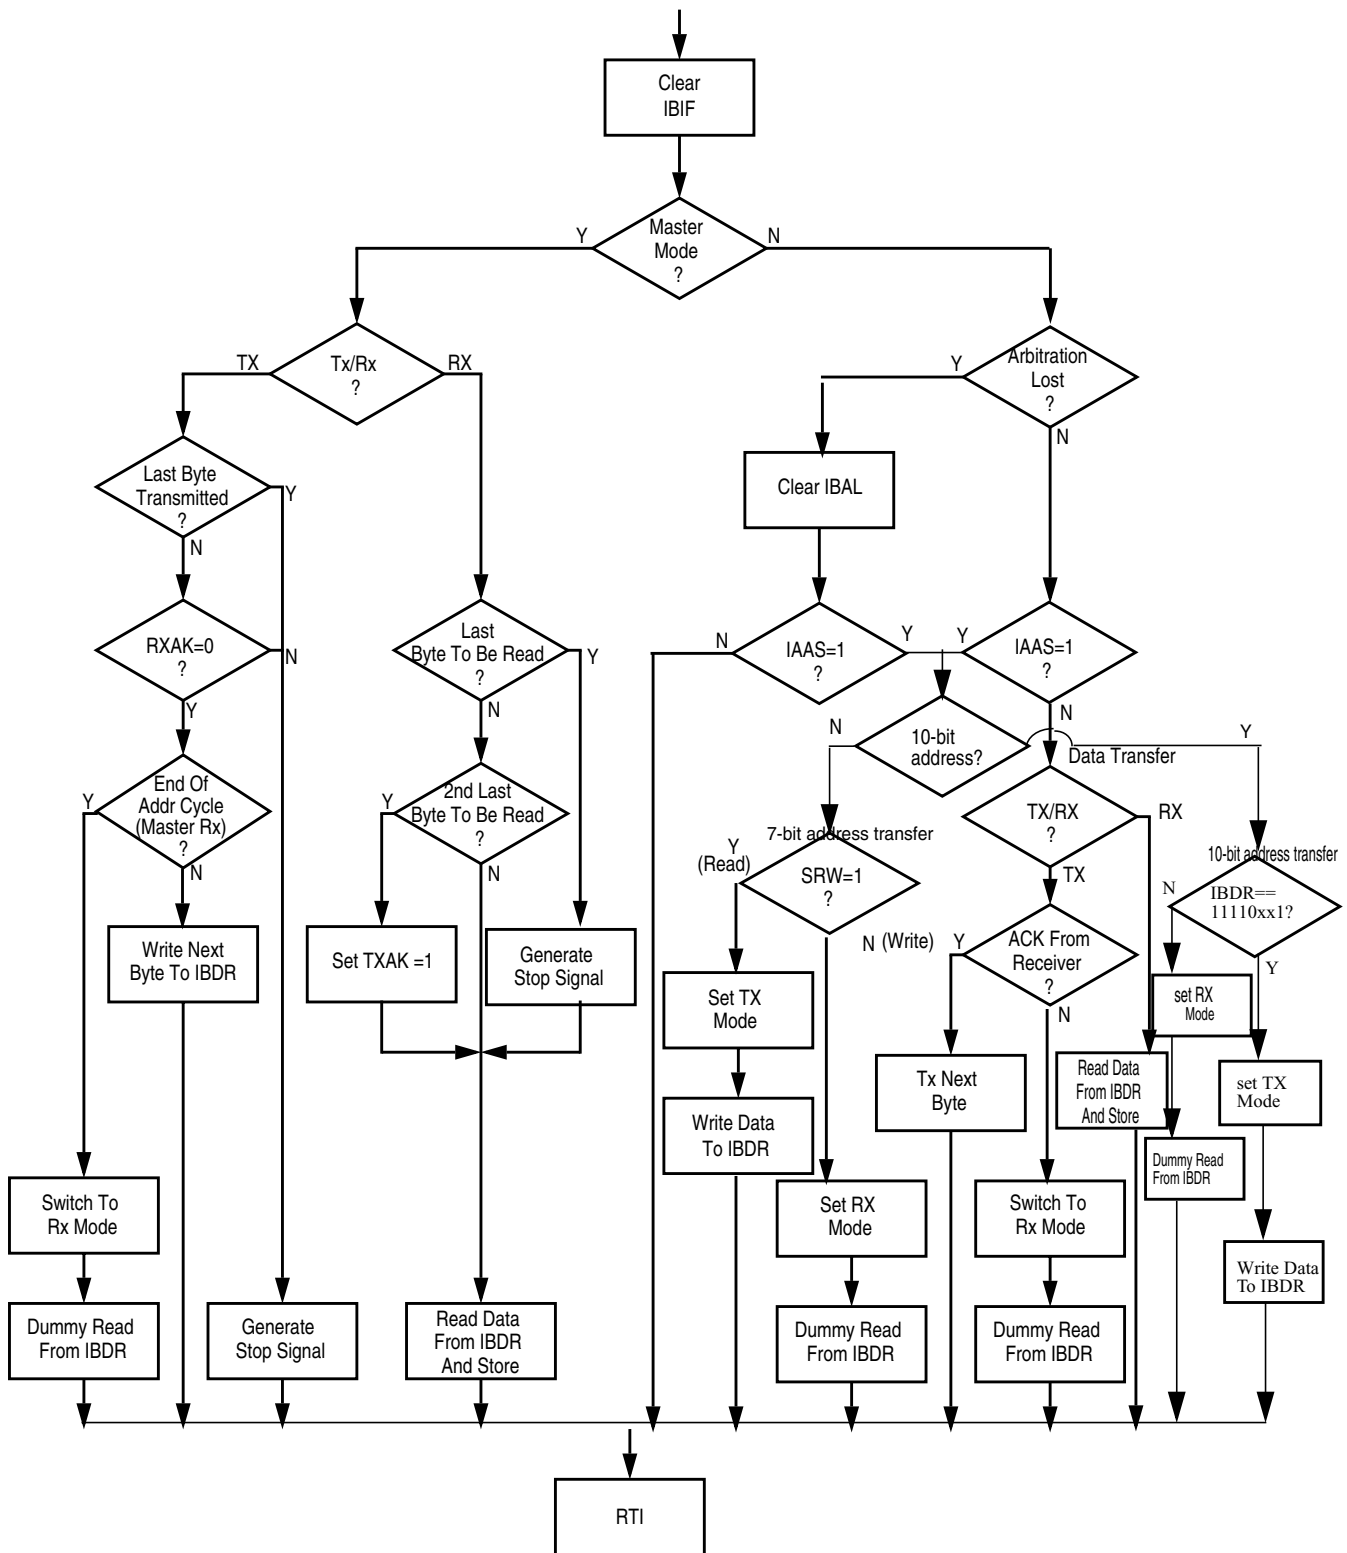 Clear
IBIF
Master
Mode
?
Y
N
Tx/Rx
?
TX
RX
Arbitration
Lost
?
Y
N
Last Byte
Transmitted
?
Y
N
Clear IBAL
RXAK=0
?
N
Y
Last
Byte To Be Read
?
Y
N
IAAS=1
?
N
Y
IAAS=1
?
Y
N
10-bit
address?
N
Y
Data Transfer
End Of
Addr Cycle
(Master Rx)
?
Y
N
2nd Last
Byte To Be Read
?
Y
N
7-bit address transfer
SRW=1
?
Y
(Read)
N (Write)
TX/RX
?
RX
TX
10-bit address transfer
IBDR==
11110xx1?
N
Y
Write Next
Byte To IBDR
Set TXAK =1
Generate
Stop Signal
ACK From
Receiver
?
Y
N
Set TX
Mode
set RX
Mode
Tx Next
Byte
Read Data
From IBDR
And Store
set TX
Mode
Write Data
To IBDR
Dummy Read
From IBDR
Switch To
Rx Mode
Set RX
Mode
Switch To
Rx Mode
Write Data
To IBDR
Dummy Read
From IBDR
Generate
Stop Signal
Read Data
From IBDR
And Store
Dummy Read
From IBDR
Dummy Read
From IBDR
RTI